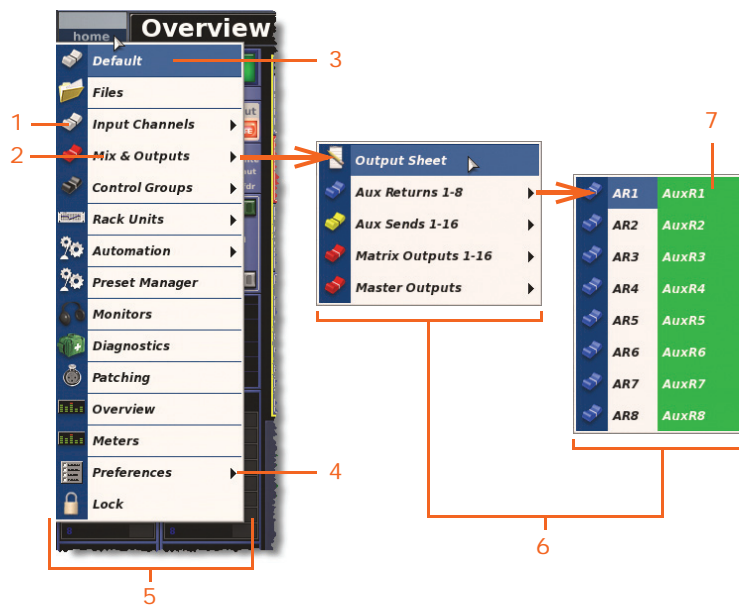 home
Overview
Default
3
Files
1
Input Channels
ut
7
2
Mix & Outputs
Output Sheet
ut
Control Groups
Aux Returns 1-8
AR1 AuxR1
Rack Units
Aux Sends 1-16
AR2 AuxR2
Automation
Matrix Outputs 1-16
AR3 AuxR3
Preset Manager
Master Outputs
AR4 AuxR4
Monitors
AR5 AuxR5
Diagnostics
AR6 AuxR6
Patching
AR7 AuxR7
Overview
AR8 AuxR8
Meters
Preferences
4
Lock
6
5